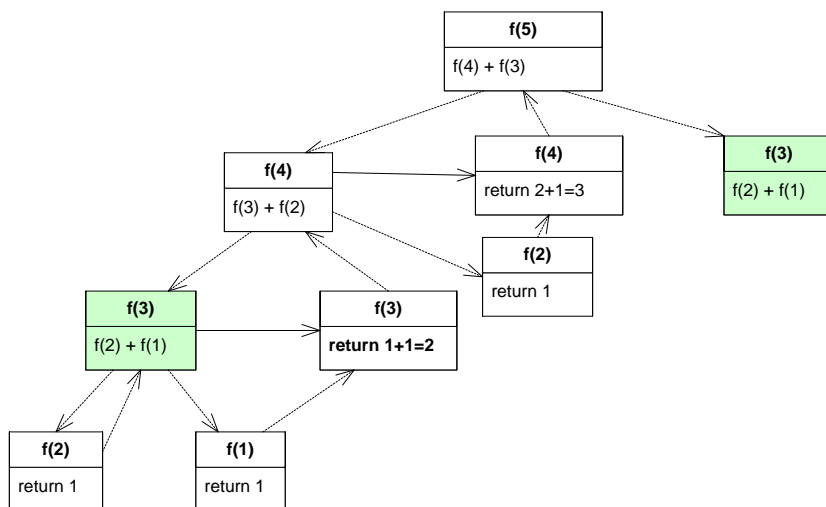 f(5)
f(4) + f(3)
f(4)
f(3) + f(2)
f(4)
return 2+1=3
f(3)
f(2) + f(1)
f(2)
return 1
f(3)
f(2) + f(1)
f(3)
return 1+1=2
f(2)
return 1
f(1)
return 1